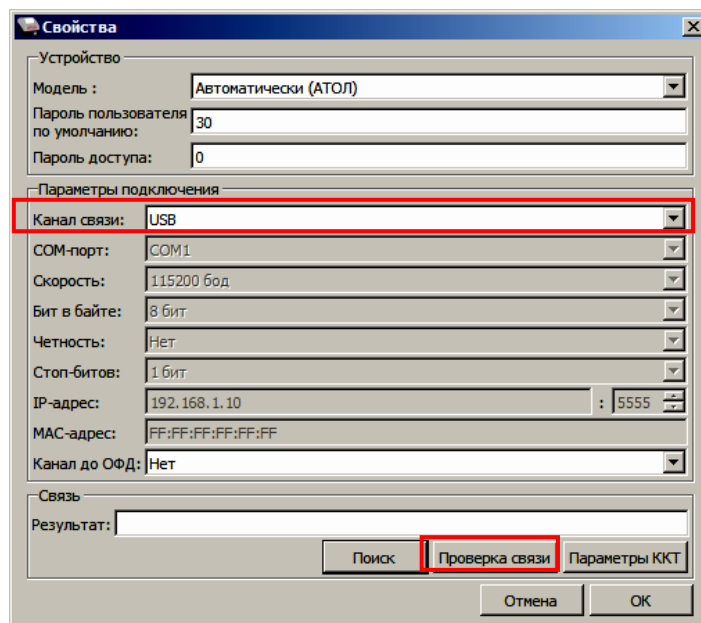 Свойства
Устройство
Модель : Автоматически (АТОЛ)
Пароль пользователя
по умолчанию: 30
Пароль доступа: 0
Параметры подключения
Канал связи: USB
COM-порт: COM1
Скорость: 115200 бод
Бит в байте: 8 бит
Четность: Нет
Стоп-битов: 1 бит
IP-адрес: 192.168.1.10 : 5555
MAC-адрес: FF:FF:FF:FF:FF:FF
Канал до ОФД: Нет
Связь
Результат:
Поиск Проверка связи Параметры ККТ
Отмена ОК